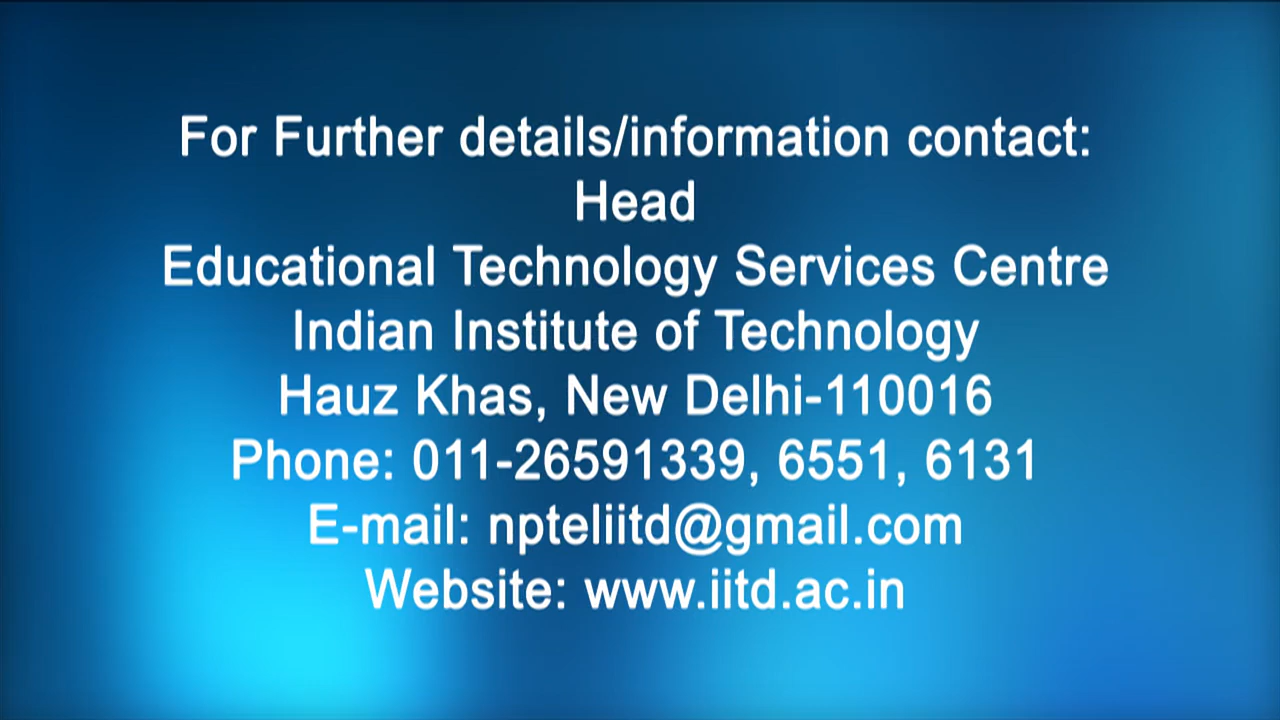 For Further details/information contact:
Head
Educational Technology Services Centre
Indian Institute of Technology
Hauz Khas, New Delhi-110016
Phone: 011-26591339, 6551, 6131
E-mail: npteliitd@gmail.com
Website: www.iitd.ac.in